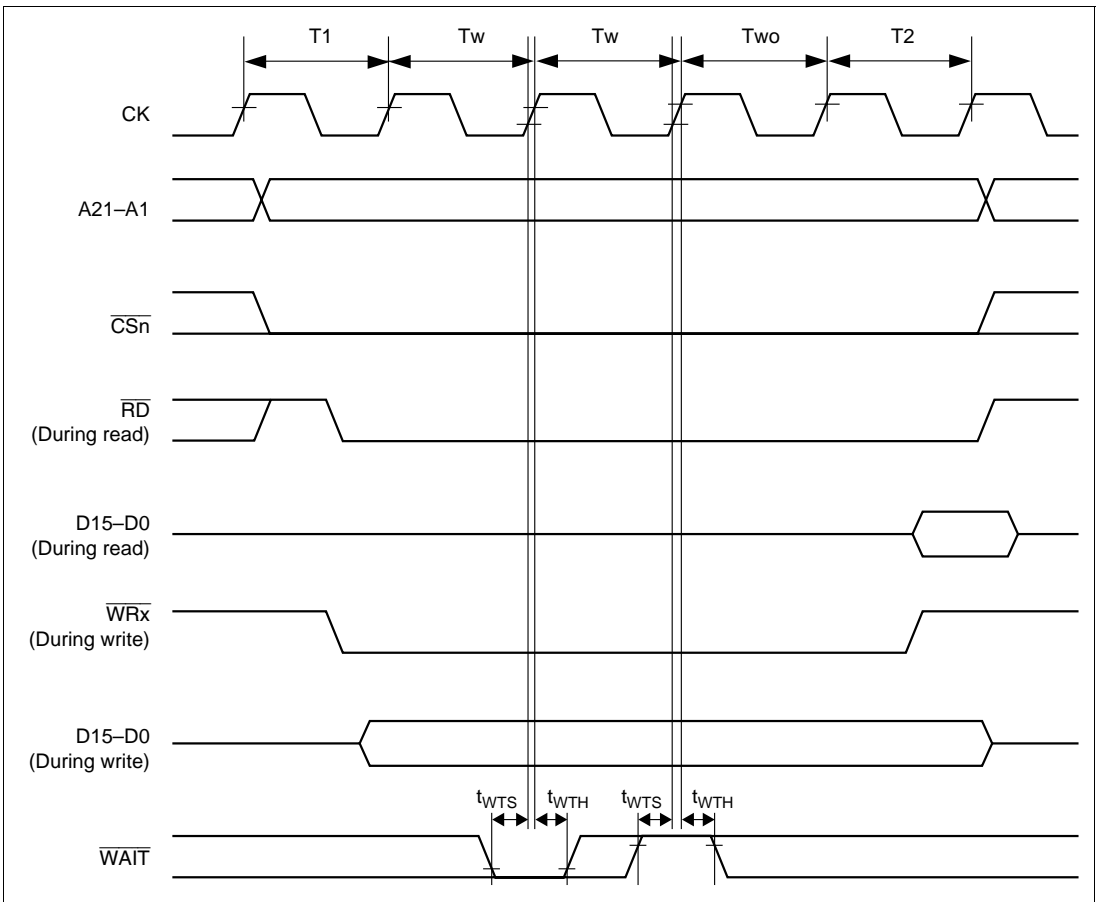 T1 Tw Tw Two T2
CK
A21–A1
CSn
RD
(During read)
D15–D0
(During read)
WRx
(During write)
D15–D0
(During write)
tWTS tWTH tWTS tWTH
WAIT